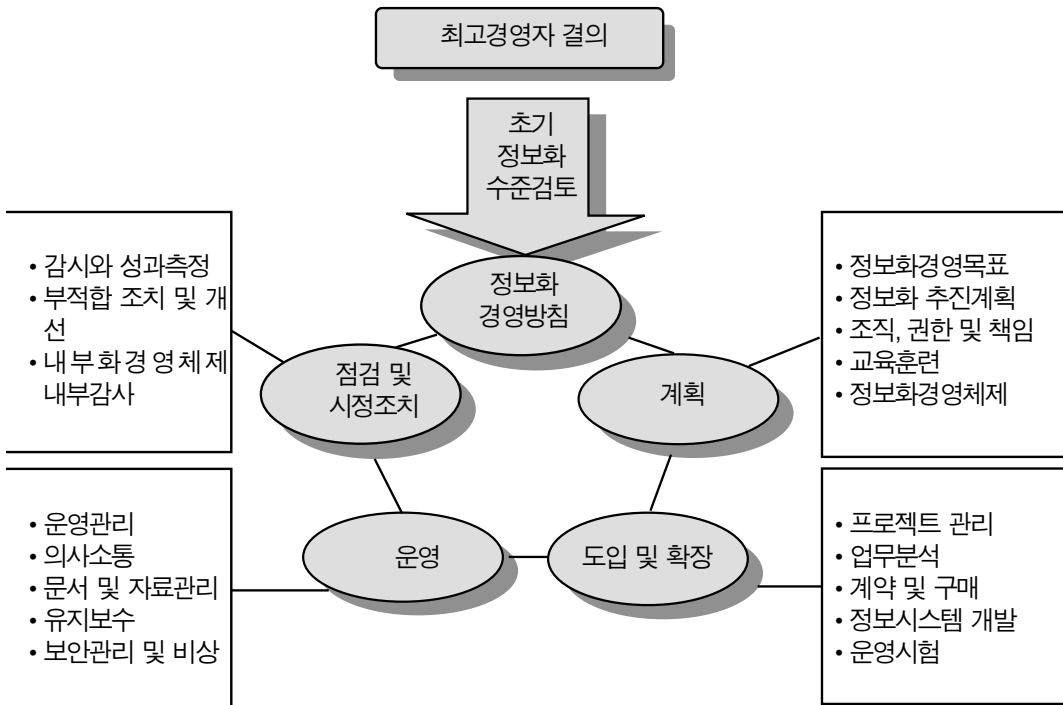 최고경영자 결의
초기
정보화
수준검토
정보화
경영방침
• 감시와 성과측정
• 부적합 조치 및 개
선
• 내부화경영체제
내부감사
점검 및
시정조치
계획
• 정보화경영목표
• 정보화 추진계획
• 조직, 권한 및 책임
• 교육훈련
• 정보화경영체제
• 운영관리
• 의사소통
• 문서 및 자료관리
• 유지보수
• 보안관리 및 비상
운영
도입 및 확장
• 프로젝트 관리
• 업무분석
• 계약 및 구매
• 정보시스템 개발
• 운영시험